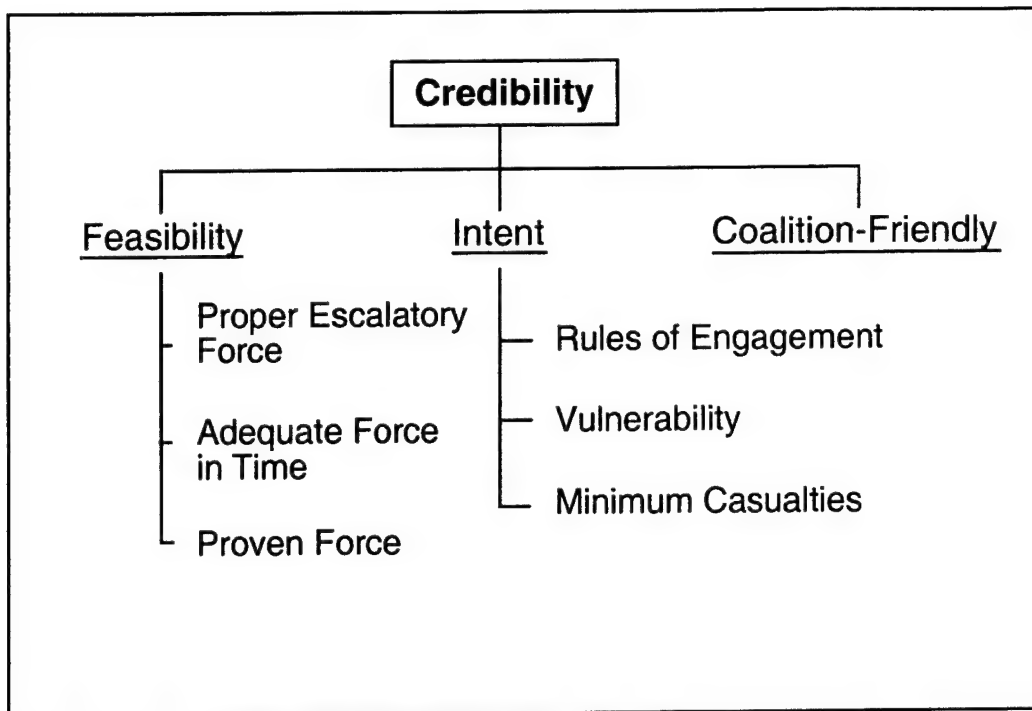 Credibility
Feasibility
Intent
Coalition-Friendly
Proper Escalatory
Force
Adequate Force
in Time
Proven Force
Rules of Engagement
Vulnerability
Minimum Casualties